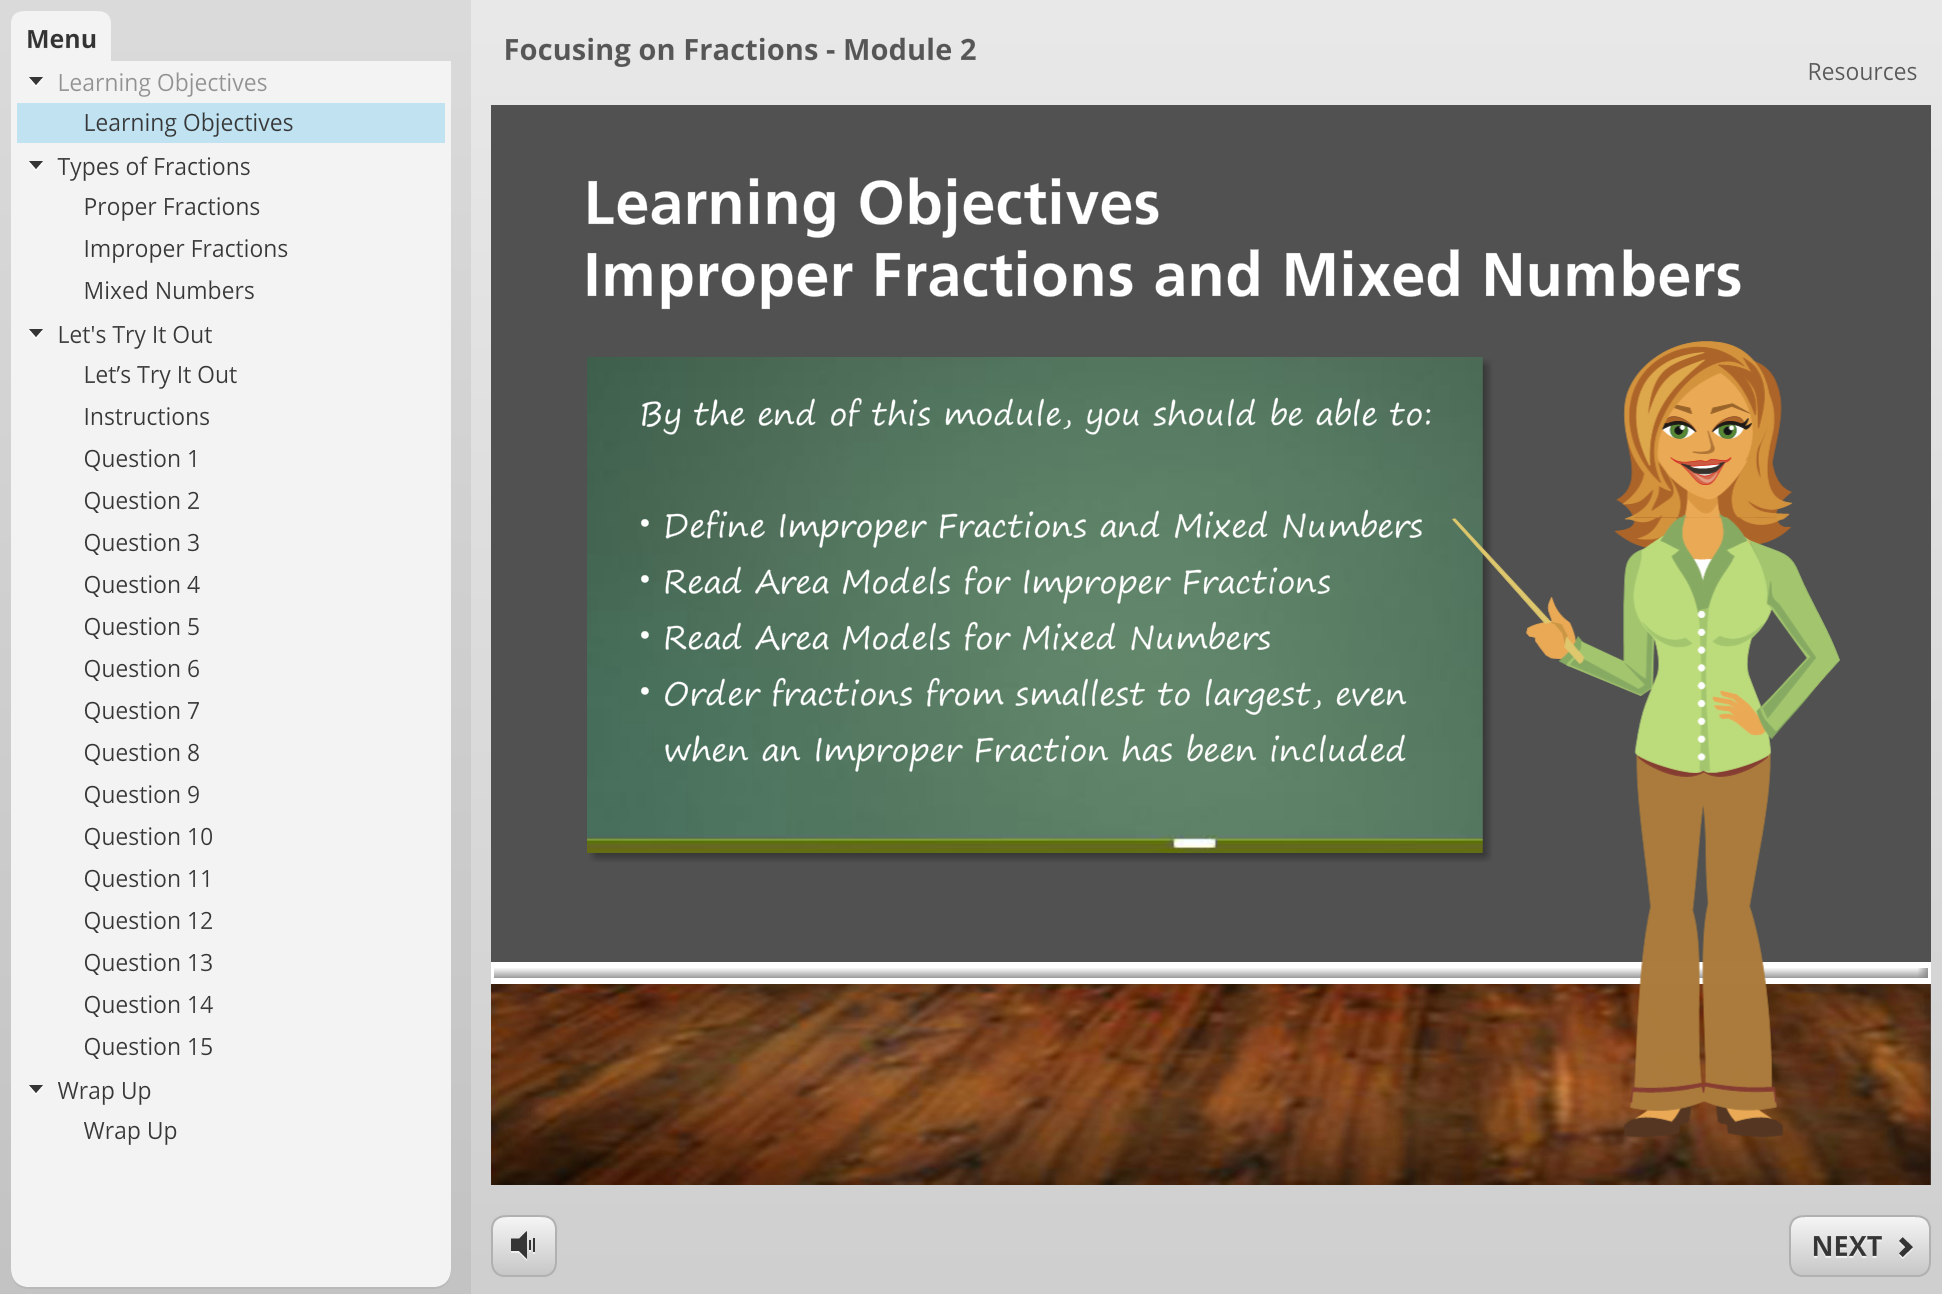 Menu
Learning Objectives
Learning Objectives
Types of Fractions
Proper Fractions
Improper Fractions
Mixed Numbers
Let's Try It Out
Let’s Try It Out
Instructions
Question 1
Question 2
Question 3
Question 4
Question 5
Question 6
Question 7
Question 8
Question 9
Question 10
Question 11
Question 12
Question 13
Question 14
Question 15
Wrap Up
Wrap Up
Focusing on Fractions - Module 2
Resources
Learning Objectives
Improper Fractions and Mixed Numbers
By the end of this module, you should be able to:
• Define Improper Fractions and Mixed Numbers
• Read Area Models for Improper Fractions
• Read Area Models for Mixed Numbers
• Order fractions from smallest to largest, even
when an Improper Fraction has been included
NEXT